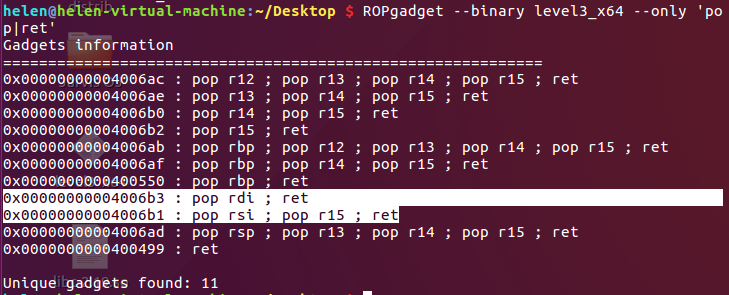 helen@helen-virtual-machine:~/Desktop $ ROPgadget --binary level3_x64 --only 'po
p|ret'
Gadgets information
============================================================
0x00000000004006ac : pop r12 ; pop r13 ; pop r14 ; pop r15 ; ret
0x00000000004006ae : pop r13 ; pop r14 ; pop r15 ; ret
0x00000000004006b0 : pop r14 ; pop r15 ; ret
0x00000000004006b2 : pop r15 ; ret
0x00000000004006ab : pop rbp ; pop r12 ; pop r13 ; pop r14 ; pop r15 ; ret
0x00000000004006af : pop rbp ; pop r14 ; pop r15 ; ret
0x0000000000400550 : pop rbp ; ret
0x00000000004006b3 : pop rdi ; ret
0x00000000004006b1 : pop rsi ; pop r15 ; ret
0x00000000004006ad : pop rsp ; pop r13 ; pop r14 ; pop r15 ; ret
0x0000000000400499 : ret
Unique gadgets found: 11